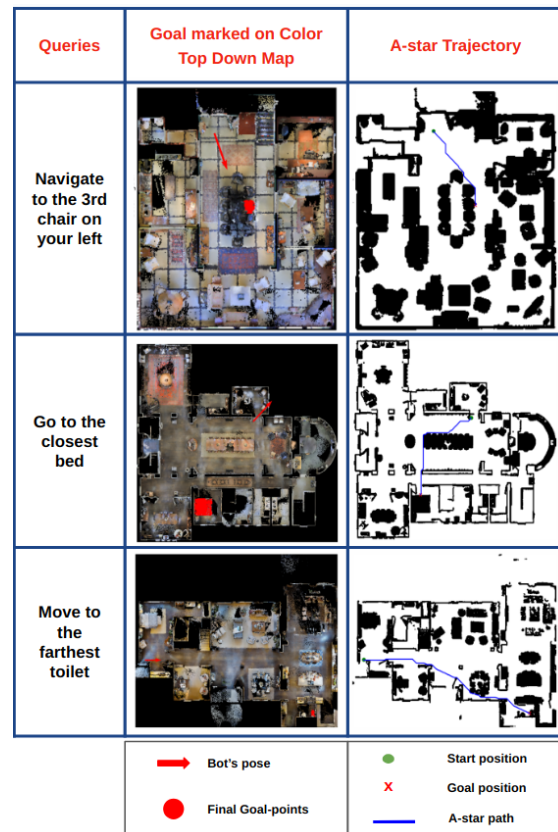 Queries
Goal marked on Color
Top Down Map
A-star Trajectory
Navigate
to the 3rd
chair on
your left
Go to the
closest
bed
Move to
the
farthest
toilet
Bot's pose
Final Goal-points
Start position
X
Goal position
A-star path